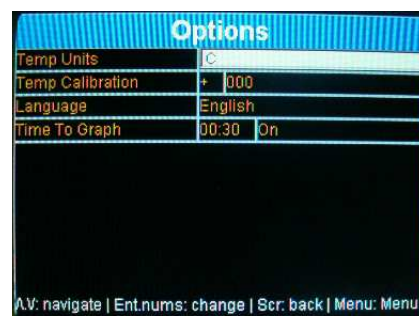 Options
Temp Units C
Temp Calibration + 000
Language English
Time To Graph 00:30 On
Λ.V: navigate | Ent.nums: change | Scr: back | Menu: Menu